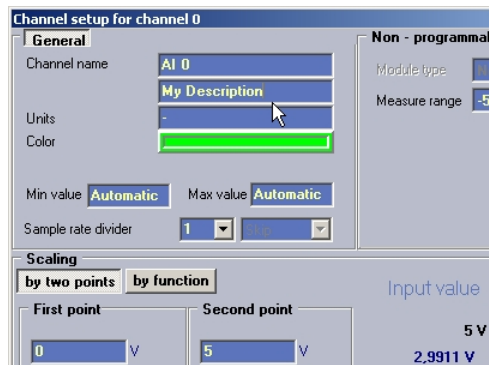 Channel setup for channel 0
General
Channel name AI 0
My Description
Units -
Color
Min value Automatic Max value Automatic
Sample rate divider 1 Skip
Non - programmal
Module type
Measure range -5
Scaling
by two points by function
First point Second point
Input value
0 V 5 V
5 V
2,9911 V